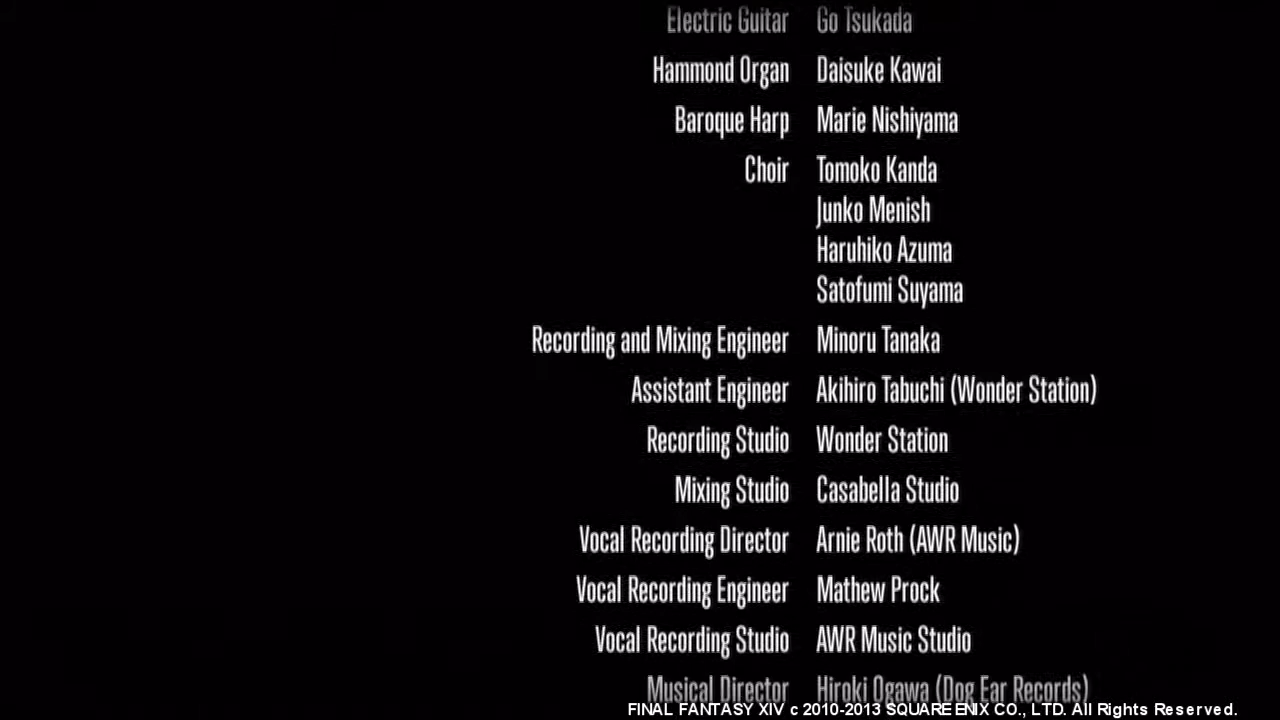 Electric Guitar Go Tsukada
Hammond Organ Daisuke Kawai
Baroque Harp Marie Nishiyama
Choir Tomoko Kanda
Junko Menish
Haruhiko Azuma
Satofumi Suyama
Recording and Mixing Engineer Minoru Tanaka
Assistant Engineer Akihiro Tabuchi (Wonder Station)
Recording Studio Wonder Station
Mixing Studio Casabella Studio
Vocal Recording Director Arnie Roth (AWR Music)
Vocal Recording Engineer Mathew Prock
Vocal Recording Studio AWR Music Studio
Musical Director Hiroki Ogawa (Dog Ear Records)
FINAL FANTASY XIV c 2010-2013 SQUARE ENIX CO., LTD. All Rights Reserved.